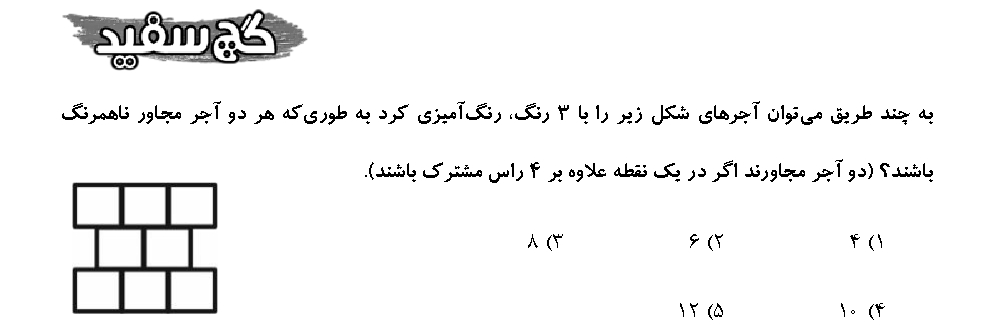 گچ سفید
به چند طریق می‌توان آجرهای شکل زیر را با ۳ رنگ، رنگ‌آمیزی کرد به طوری‌که هر دو آجر مجاور ناهمرنگ
باشند؟ (دو آجر مجاورند اگر در یک نقطه علاوه بر ۴ راس مشترک باشند).
۱) ۴ ۲) ۶ ۳) ۸
۴) ۱۰ ۵) ۱۲